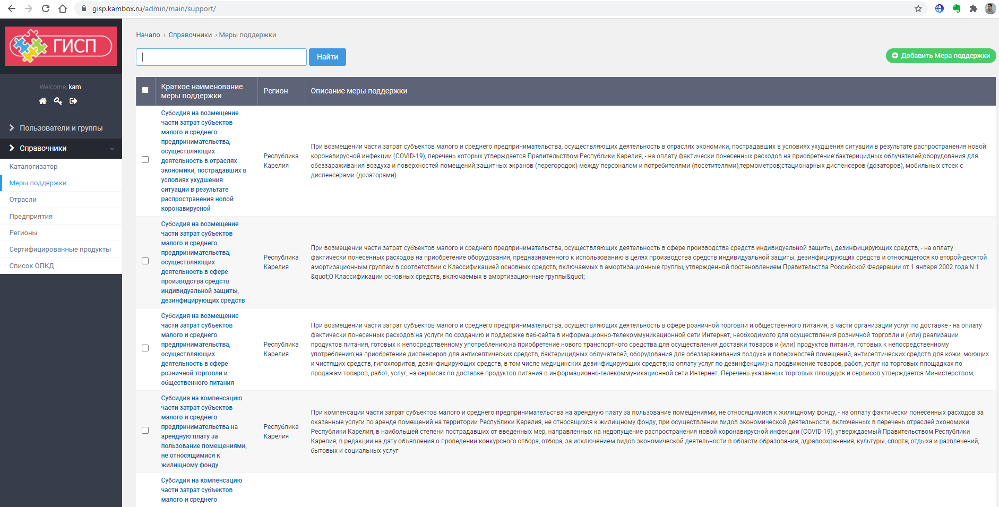 gisp.kambox.ru/admin/main/support/
ГИСП
Welcome, kam.
Пользователи и группы
Справочники
Каталогизатор
Меры поддержки
Отрасли
Предприятия
Регионы
Сертифицированные продукты
Список ОПКД
Начало › Справочники › Меры поддержки
Найти
Добавить Мера поддержки
Краткое наименование
меры поддержки
Регион
Описание меры поддержки
Субсидия на возмещение
части затрат субъектов
малого и среднего
предпринимательства,
осуществляющих
деятельность в отраслях
экономики, пострадавших в
условиях ухудшения
ситуации в результате
распространения новой
коронавирусной
Республика
Карелия
При возмещении части затрат субъектов малого и среднего предпринимательства, осуществляющих деятельность в отраслях экономики, пострадавших в условиях ухудшения ситуации в результате распространения новой
коронавирусной инфекции (COVID-19), перечень которых утверждается Правительством Республики Карелия, - на оплату фактически понесенных расходов на приобретение:бактерицидных облучателей;оборудования для
обеззараживания воздуха и поверхностей помещений;защитных экранов (перегородок) между персоналом и потребителями (посетителями);термометров;стационарных диспенсеров (дозаторов), мобильных стоек с
диспенсерами (дозаторами).
Субсидия на возмещение
части затрат субъектов
малого и среднего
предпринимательства,
осуществляющих
деятельность в сфере
производства средств
индивидуальной защиты,
дезинфицирующих средств
Республика
Карелия
При возмещении части затрат субъектов малого и среднего предпринимательства, осуществляющих деятельность в сфере производства средств индивидуальной защиты, дезинфицирующих средств, - на оплату
фактически понесенных расходов на приобретение оборудования, предназначенного к использованию в целях производства средств индивидуальной защиты, дезинфицирующих средств и относящегося ко второй-десятой
амортизационным группам в соответствии с Классификацией основных средств, включаемых в амортизационные группы, утвержденной постановлением Правительства Российской Федерации от 1 января 2002 года N 1
&quot;О Классификации основных средств, включаемых в амортизационные группы&quot;
Субсидия на возмещение
части затрат субъектов
малого и среднего
предпринимательства,
осуществляющих
деятельность в сфере
розничной торговли и
общественного питания
Республика
Карелия
При возмещении части затрат субъектов малого и среднего предпринимательства, осуществляющих деятельность в сфере розничной торговли и общественного питания, в части организации услуг по доставке - на оплату
фактически понесенных расходов:на услуги по созданию и поддержке веб-сайта в информационно-телекоммуникационной сети Интернет, необходимого для осуществления розничной торговли и (или) реализации
продуктов питания, готовых к непосредственному употреблению;на приобретение нового транспортного средства для осуществления доставки товаров и (или) продуктов питания, готовых к непосредственному
употреблению;на приобретение диспенсеров для антисептических средств, бактерицидных облучателей, оборудования для обеззараживания воздуха и поверхностей помещений, антисептических средств для кожи, моющих
и чистящих средств, гипохлоритов, дезинфицирующих средств, в том числе медицинских дезинфицирующих средств;на оплату услуг по дезинфекции;на продвижение товаров, работ, услуг на торговых площадках по
продажам товаров, работ, услуг, на сервисах по доставке продуктов питания в информационно-телекоммуникационной сети Интернет. Перечень указанных торговых площадок и сервисов утверждается Министерством;
Субсидия на компенсацию
части затрат субъектов
малого и среднего
предпринимательства на
арендную плату за
пользование помещениями,
не относящимися к
жилищному фонду
Республика
Карелия
При компенсации части затрат субъектов малого и среднего предпринимательства на арендную плату за пользование помещениями, не относящимися к жилищному фонду, - на оплату фактически понесенных расходов за
оказанные услуги по аренде помещений на территории Республики Карелия, не относящихся к жилищному фонду, при осуществлении видов экономической деятельности, включенных в перечень отраслей экономики
Республики Карелия, в наибольшей степени пострадавших от введенных мер, направленных на недопущение распространения новой коронавирусной инфекции (COVID-19), утверждаемый Правительством Республики
Карелия, в редакции на дату объявления о проведении конкурсного отбора, отбора, за исключением видов экономической деятельности в области образования, здравоохранения, культуры, спорта, отдыха и развлечений,
бытовых и социальных услуг
Субсидия на компенсацию
части затрат субъектов
малого и среднего